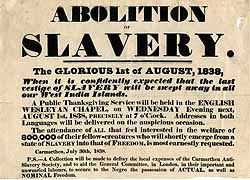 ABOLITION
OF
SLAVERY.
The GLORIOUS 1st of AUGUST, 1838,
When it is confidently expected that the last
vestige of SLAVERY will be swept away in all
our West India Islands.
A Public Thanksgiving Service will be held in the ENGLISH
WESLEYAN CHAPEL, on WEDNESDAY Evening next,
AUGUST 1st, 1838, PRECISELY at 7 o'Clock. Addresses in both
Languages will be delivered on the auspicious occasion.
The attendance of ALL that feel interested in the welfare of
800,000 of their fellow-creatures who will shortly emerge from a
state of SLAVERY into that of FREEDOM, is most earnestly requested.
Carmarthen, July 30th, 1838.
P.S.—A Collection will be made to defray the local expences of the Carmarthen Anti-
Slavery Society, and to aid the General Committee, in London, in their important and
unwearied labours, to secure to the Negros the possession of ACTUAL, as well as
NOMINAL Freedom.